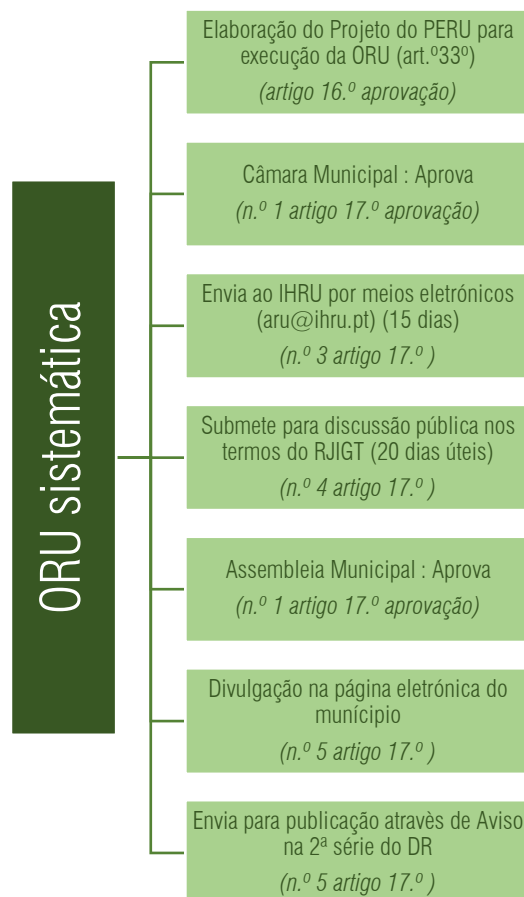 ORU sistemática
Elaboração do Projeto do PERU para
execução da ORU (art.º33º)
(artigo 16.º aprovação)
Câmara Municipal : Aprova
(n.º 1 artigo 17.º aprovação)
Envia ao IHRU por meios eletrónicos
(aru@ihru.pt) (15 dias)
(n.º 3 artigo 17.º )
Submete para discussão pública nos
termos do RJIGT (20 dias úteis)
(n.º 4 artigo 17.º )
Assembleia Municipal : Aprova
(n.º 1 artigo 17.º aprovação)
Divulgação na página eletrónica do
munícipio
(n.º 5 artigo 17.º )
Envia para publicação atravès de Aviso
na 2ª série do DR
(n.º 5 artigo 17.º )